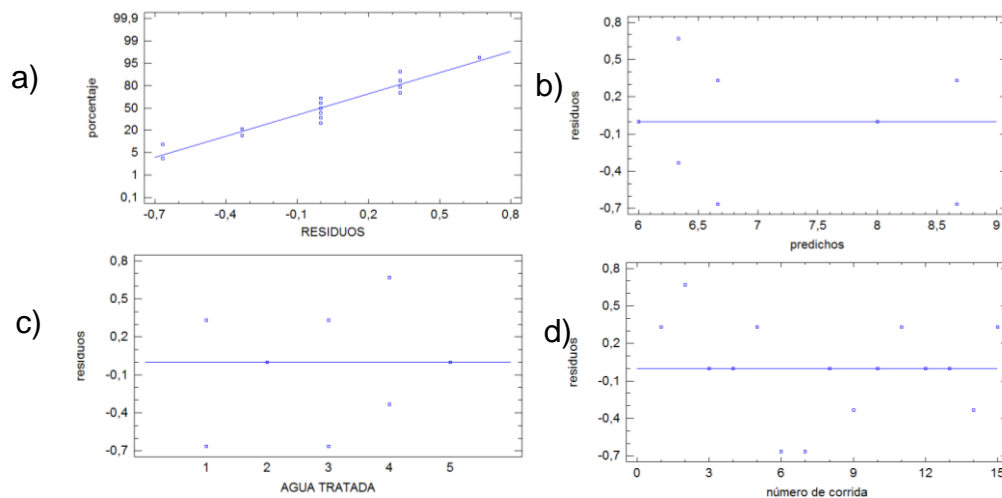 a)
porcentaje
99,9
99
95
80
50
20
5
1
0,1
-0,7 -0,4 -0,1 0,2 0,5 0,8
RESIDUOS
b)
residuos
0,8
0,5
0,2
-0,1
-0,4
-0,7
6 6,5 7 7,5 8 8,5 9
predichos
c)
residuos
0,8
0,5
0,2
-0,1
-0,4
-0,7
1 2 3 4 5
AGUA TRATADA
d)
residuos
0,8
0,5
0,2
-0,1
-0,4
-0,7
0 3 6 9 12 15
número de corrida